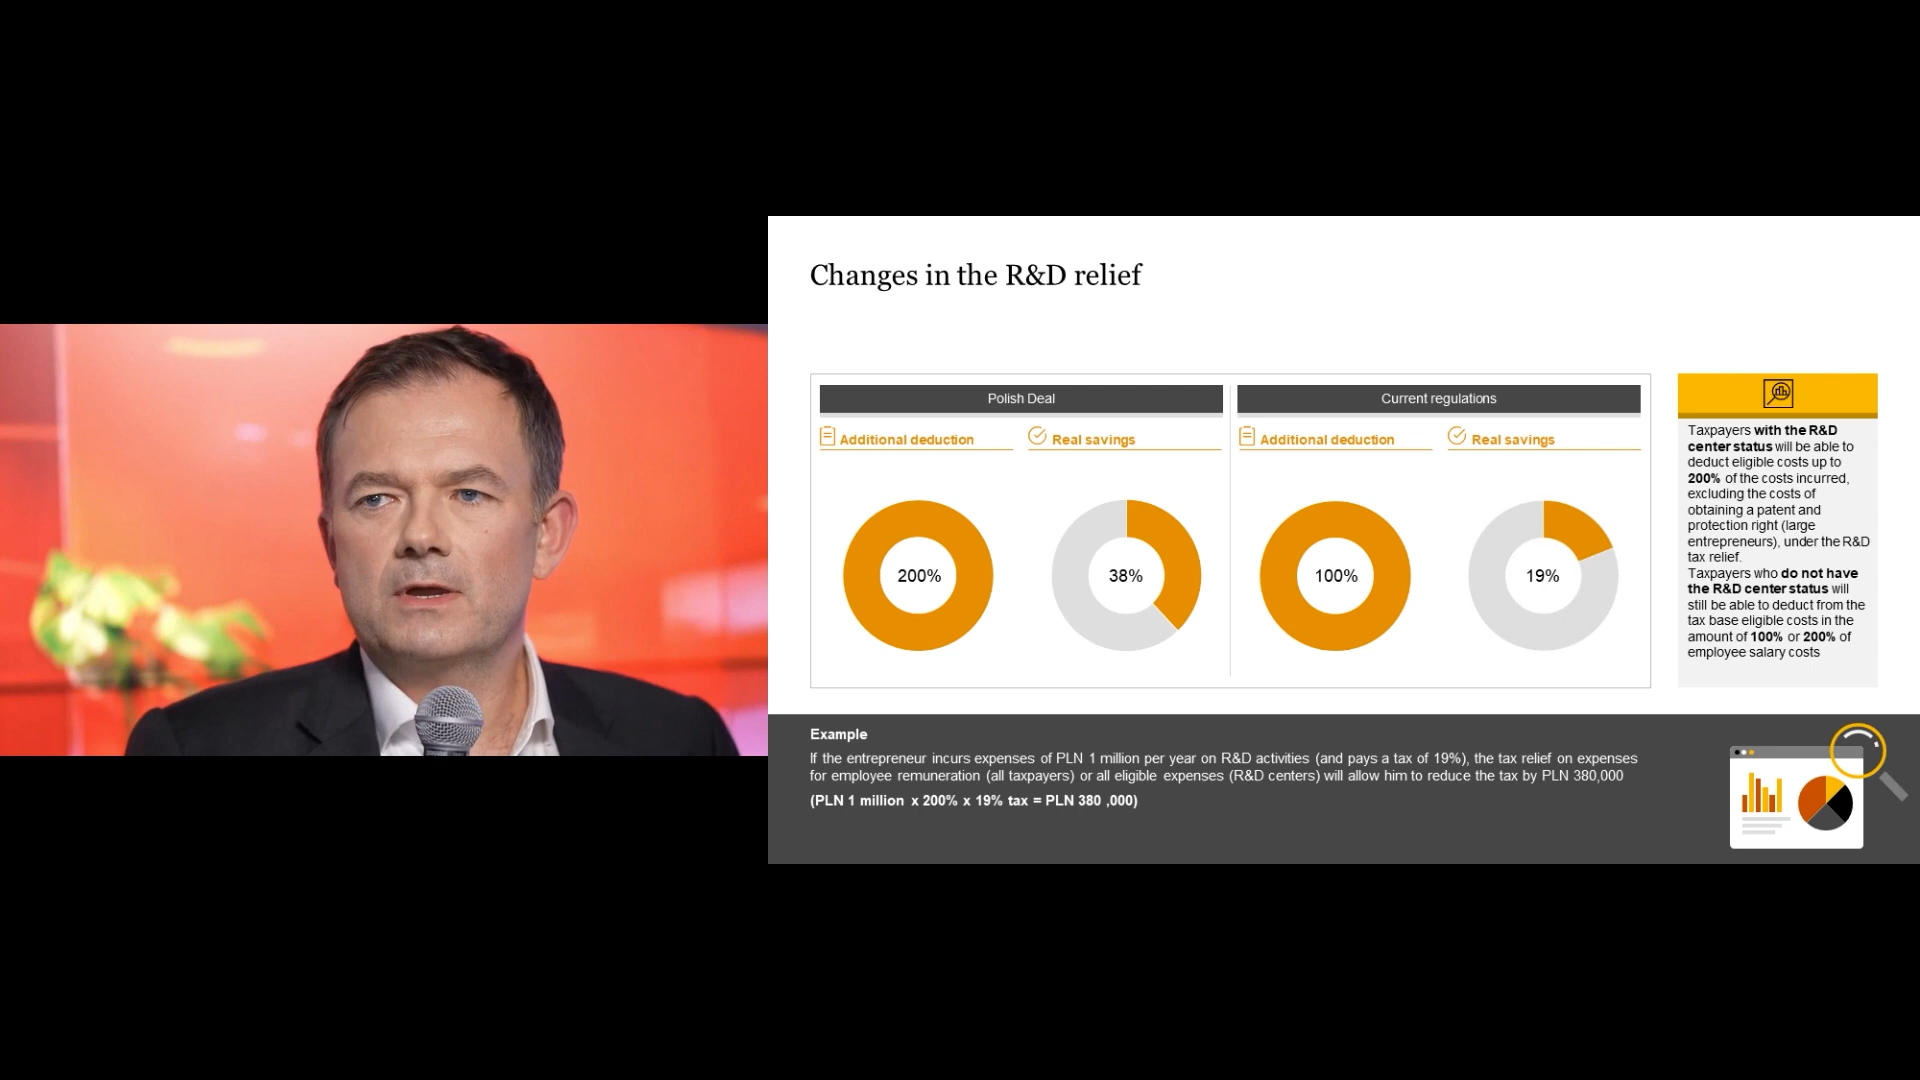 Changes in the R&D relief
Polish Deal
Additional deduction
Real savings
200%
38%
Current regulations
Additional deduction
Real savings
100%
19%
Taxpayers with the R&D
center status will be able to
deduct eligible costs up to
200% of the costs incurred,
excluding the costs of
obtaining a patent and
protection right (large
entrepreneurs), under the R&D
tax relief.
Taxpayers who do not have
the R&D center status will
still be able to deduct from the
tax base eligible costs in the
amount of 100% or 200% of
employee salary costs
Example
If the entrepreneur incurs expenses of PLN 1 million per year on R&D activities (and pays a tax of 19%), the tax relief on expenses
for employee remuneration (all taxpayers) or all eligible expenses (R&D centers) will allow him to reduce the tax by PLN 380,000
(PLN 1 million x 200% x 19% tax = PLN 380 ,000)